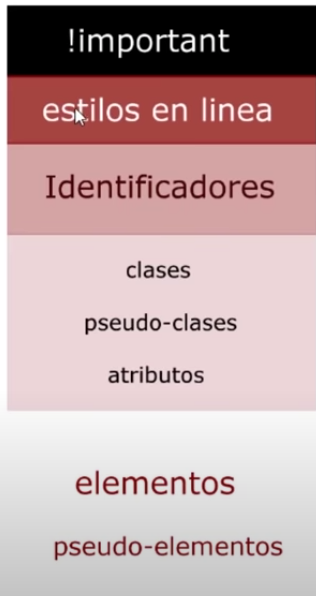 !important
estilos en linea
Identificadores
clases
pseudo-clases
atributos
elementos
pseudo-elementos